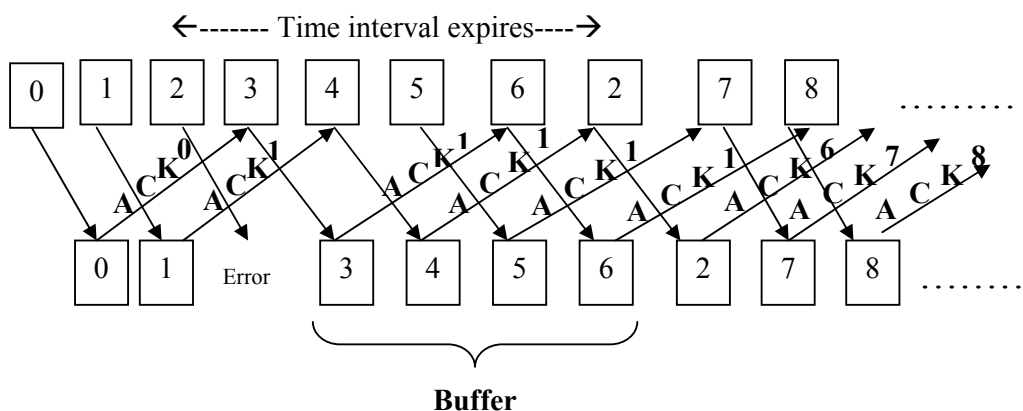 ←------- Time interval expires----→
0 1 2 3 4 5 6 2 7 8 .........
ACK0 ACK1 ACK1 ACK1 ACK1 ACK1 ACK6 ACK7 ACK8
0 1 Error 3 4 5 6 2 7 8 ........
Buffer